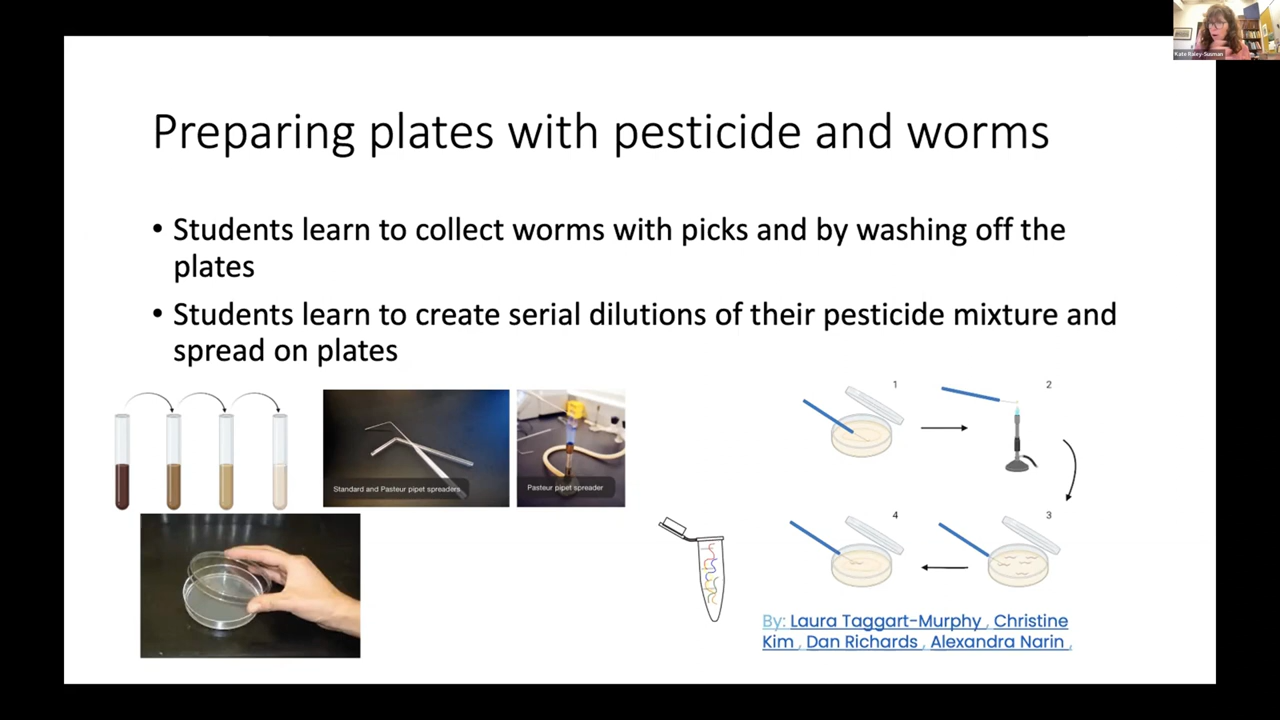 Kate Susman
Preparing plates with pesticide and worms
• Students learn to collect worms with picks and by washing off the
plates
• Students learn to create serial dilutions of their pesticide mixture and
spread on plates
Standard and Pasteur pipet spreaders
Pasteur pipet spreader
1
2
3
4
By: Laura Taggart-Murphy , Christine
Kim , Dan Richards , Alexandra Narin ,